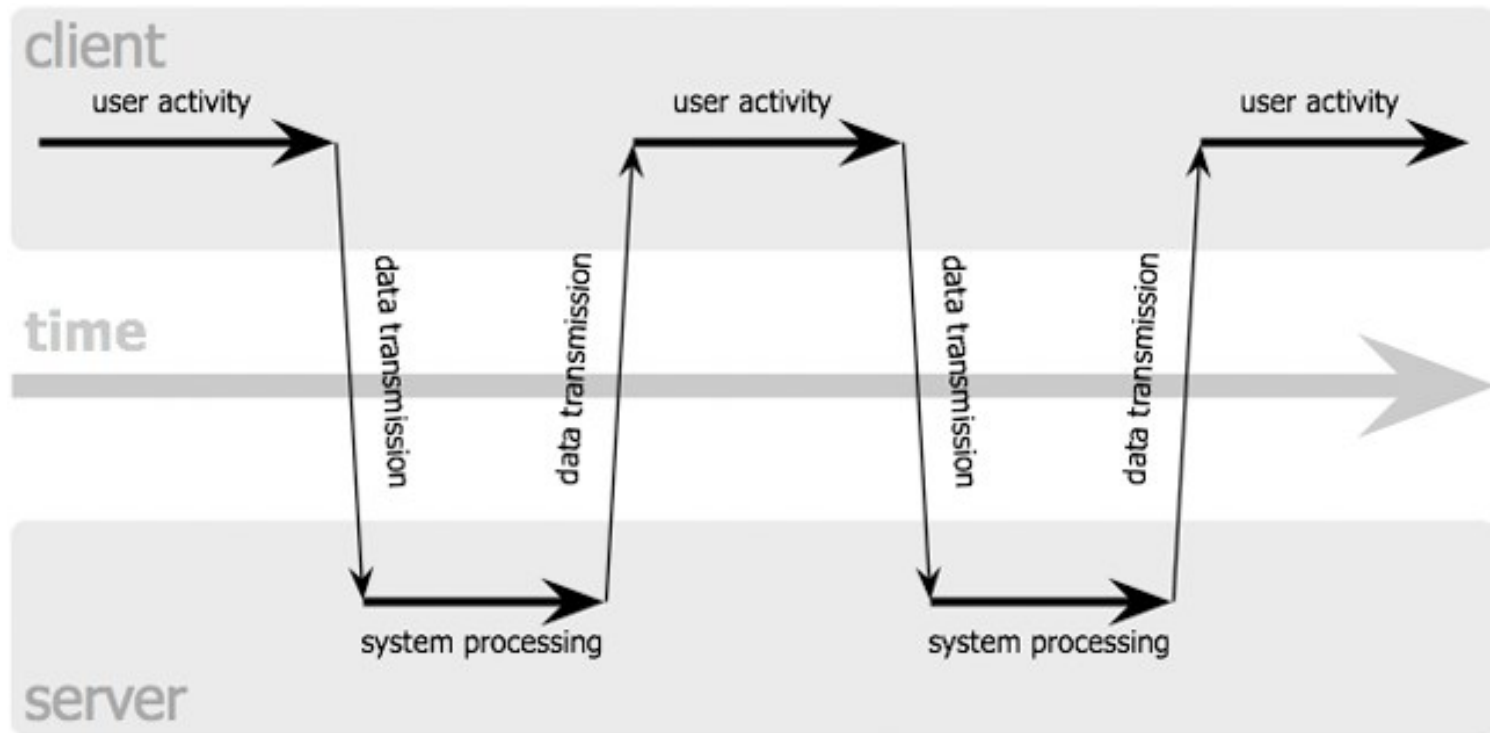 client
user activity
user activity
user activity
data transmission
data transmission
data transmission
data transmission
time
system processing
system processing
server